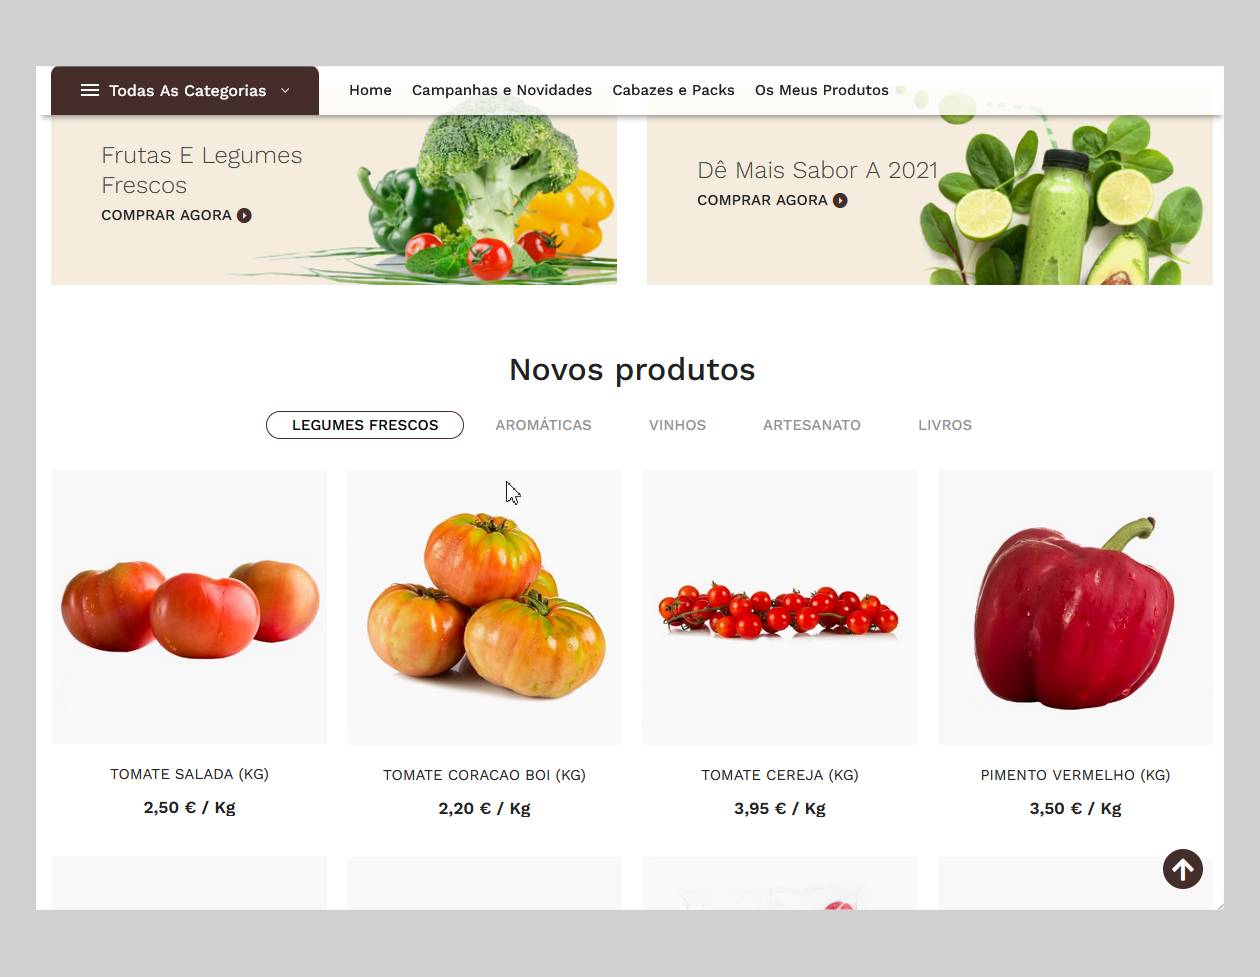 Todas As Categorias
Home Campanhas e Novidades Cabazes e Packs Os Meus Produtos
Frutas E Legumes
Frescos
COMPRAR AGORA
Dê Mais Sabor A 2021
COMPRAR AGORA
Novos produtos
LEGUMES FRESCOS AROMÁTICAS VINHOS ARTESANATO LIVROS
TOMATE SALADA (KG)
2,50 € / Kg
TOMATE CORACAO BOI (KG)
2,20 € / Kg
TOMATE CEREJA (KG)
3,95 € / Kg
PIMENTO VERMELHO (KG)
3,50 € / Kg